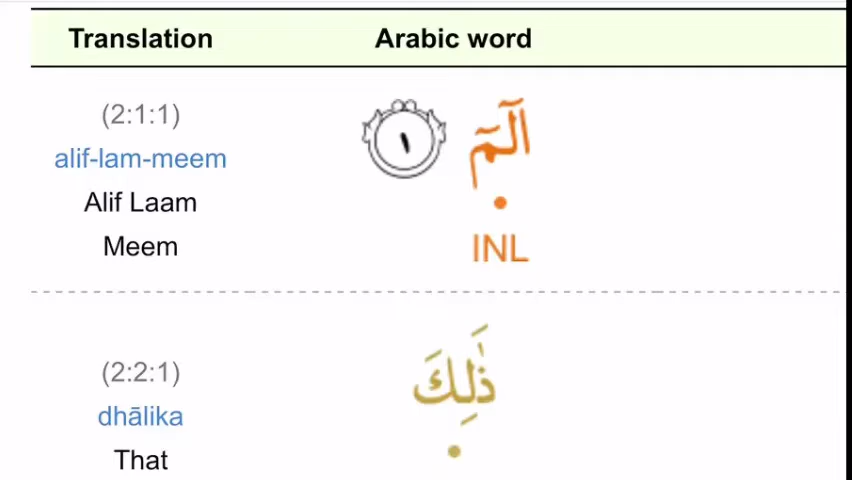 Translation Arabic word
(2:1:1)
alif-lam-meem
Alif Laam
Meem
الٓمٓ ١
INL
(2:2:1)
dhālika
That
ذَٰلِكَ